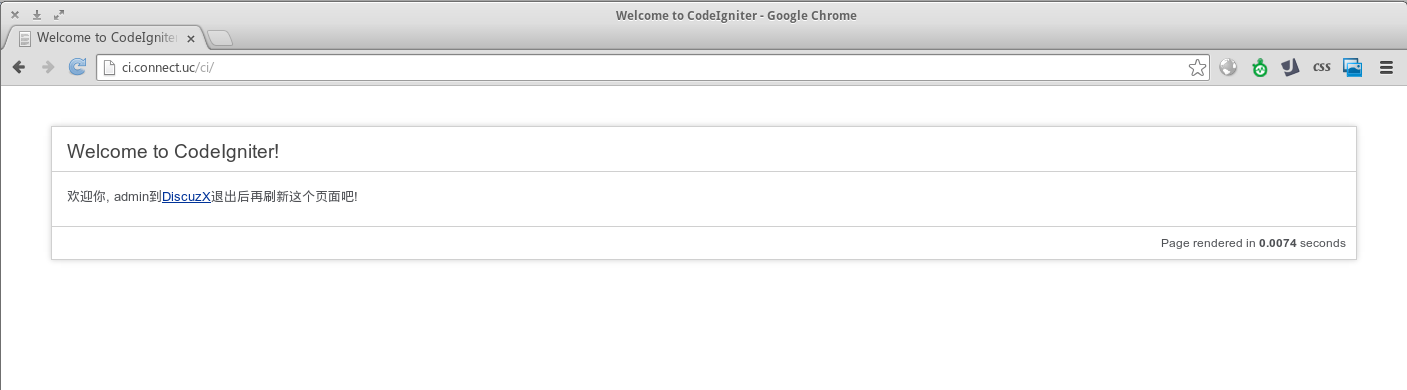 Welcome to CodeIgniter - Google Chrome
Welcome to CodeIgniter
ci.connect.uc/ci/
css
Welcome to CodeIgniter!
欢迎你, admin到DiscuzX退出后再刷新这个页面吧!
Page rendered in 0.0074 seconds